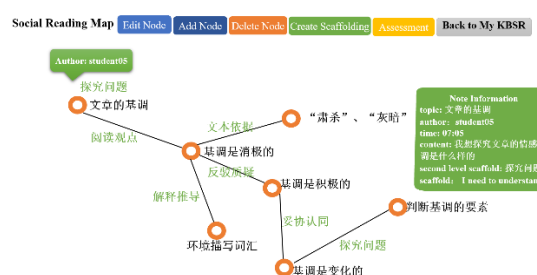 Social Reading Map
Edit Node
Add Node
Delete Node
Create Scaffolding
Assessment
Back to My KBSR
Author: student05
探究问题
文章的基调
阅读观点
文本依据
“肃杀”、“灰暗”
基调是消极的
反驳质疑
基调是积极的
解释推导
环境描写词汇
妥协认同
判断基调的要素
探究问题
基调是变化的
Note Information
topic: 文章的基调
author: student05
time: 07:05
content: 我想探究文章的情感
调是什么样的
second level scaffold: 探究问题
scaffold: I need to understan